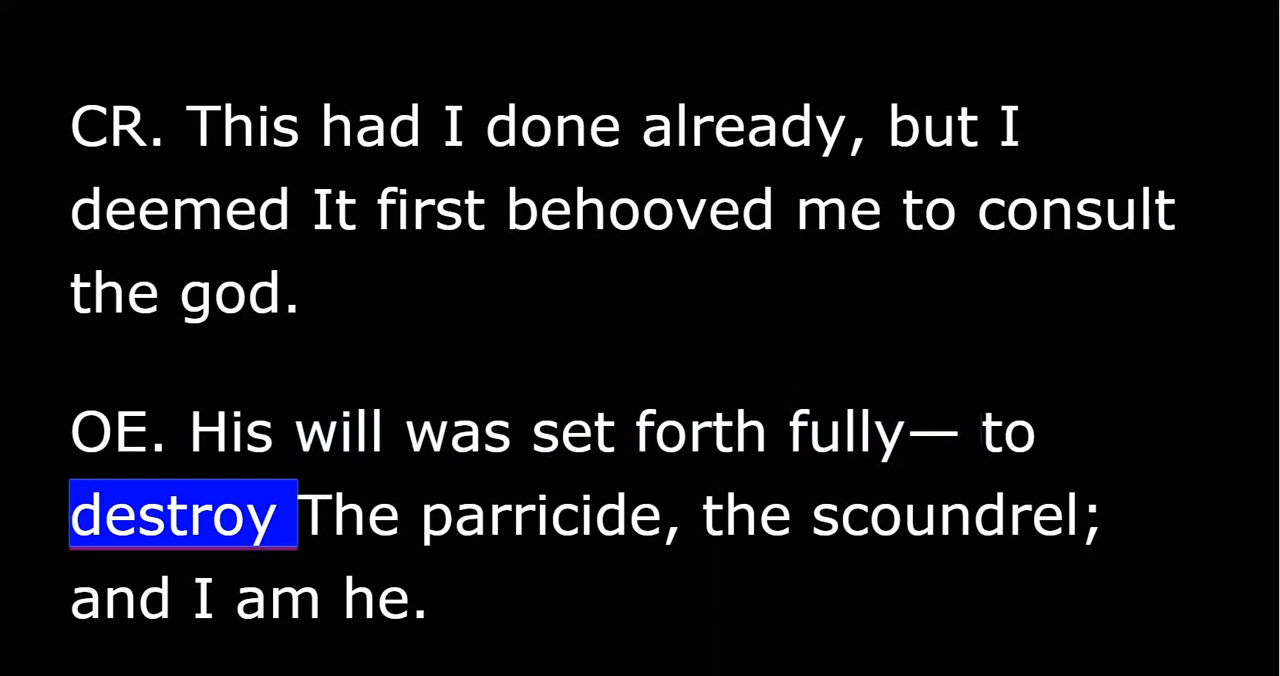 CR. This had I done already, but I
deemed It first behooved me to consult
the god.
OE. His will was set forth fully— to
destroy The parricide, the scoundrel;
and I am he.